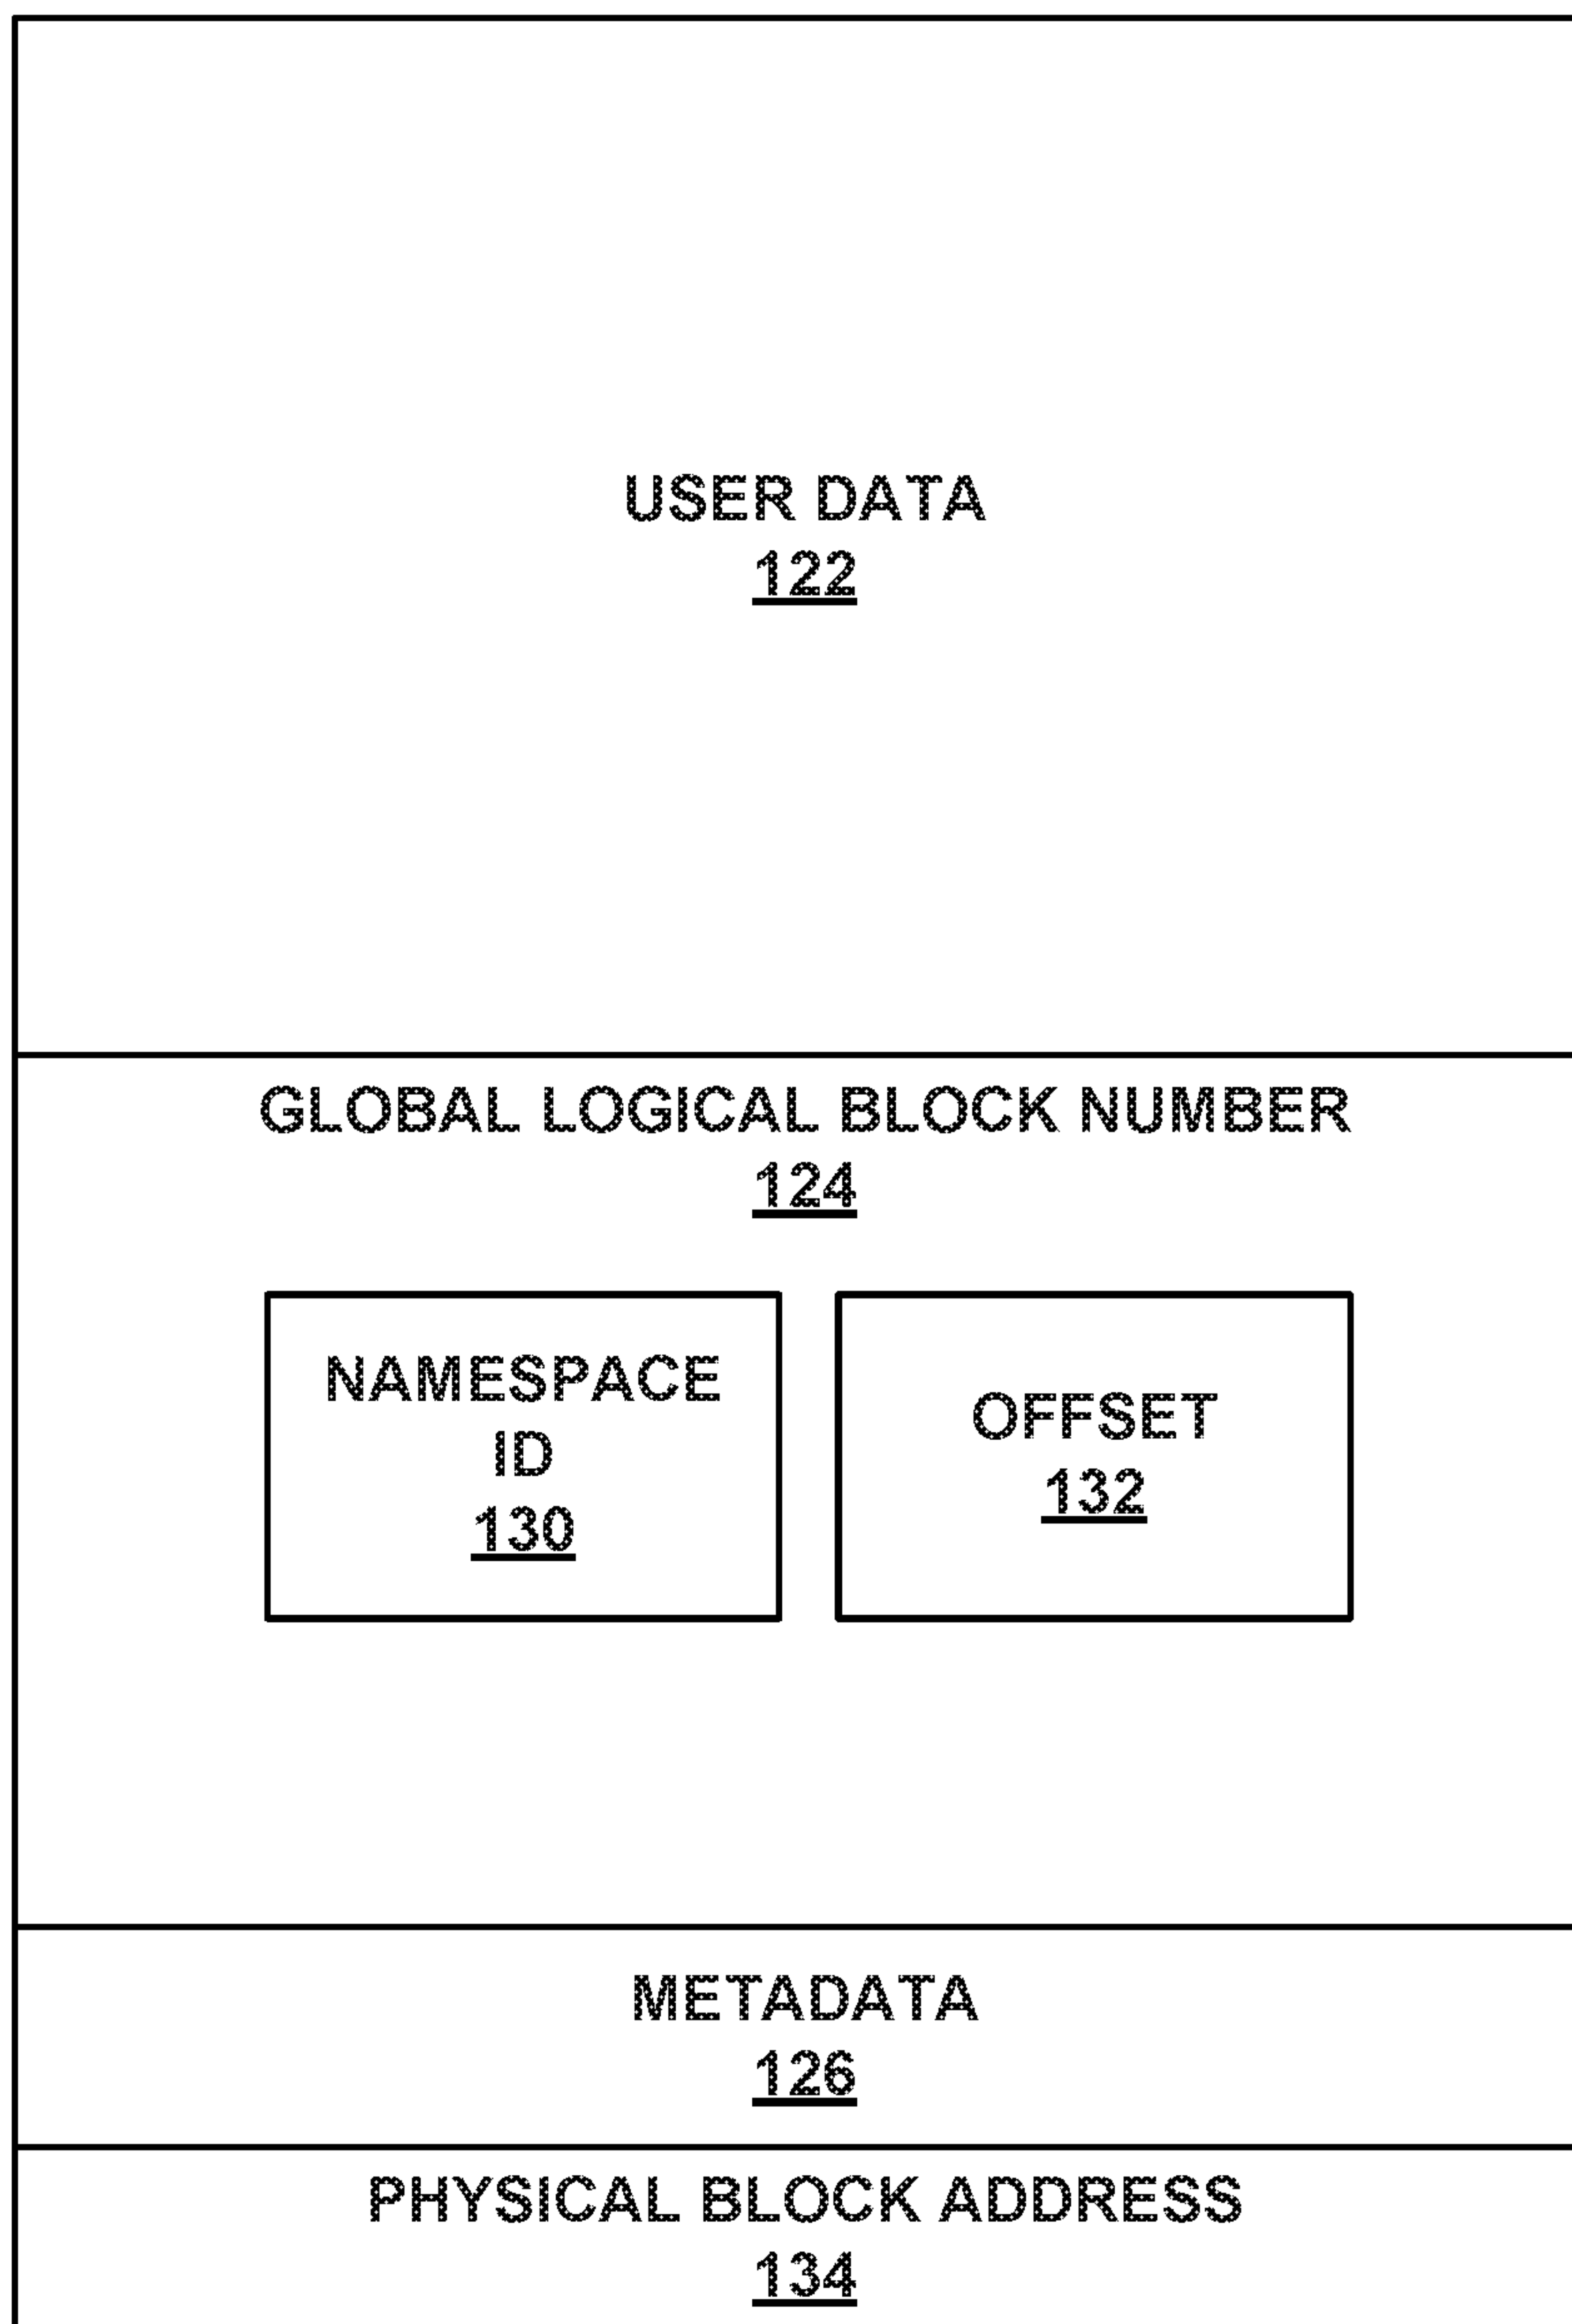 USER DATA
122
GLOBAL LOGICAL BLOCK NUMBER
124
NAMESPACE
ID
130
OFFSET
132
METADATA
126
PHYSICAL BLOCK ADDRESS
134